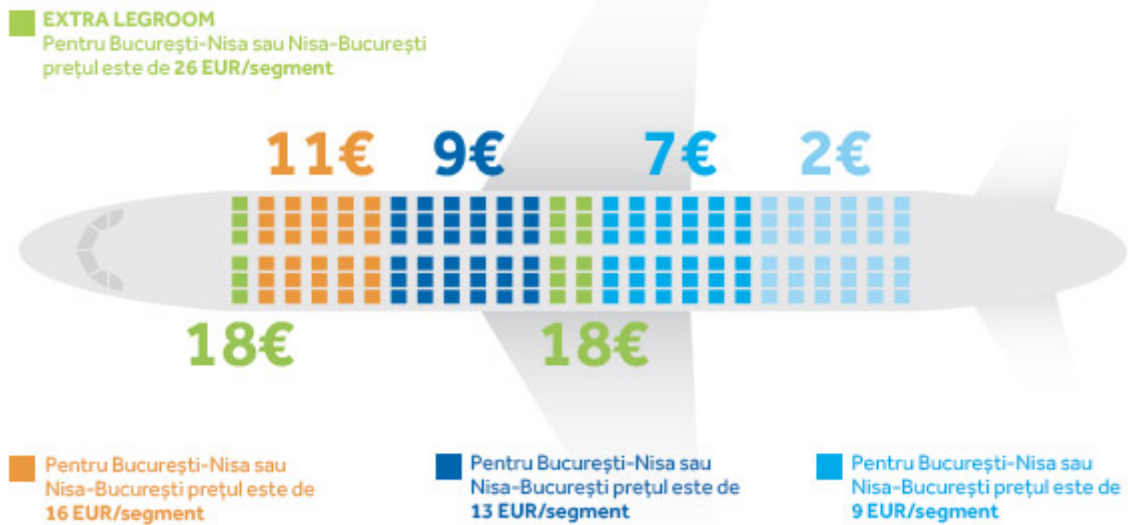 EXTRA LEGROOM
Pentru București-Nisa sau Nisa-București
prețul este de 26 EUR/segment
11€
9€
7€
2€
18€
18€
Pentru București-Nisa sau
Nisa-București prețul este de
16 EUR/segment
Pentru București-Nisa sau
Nisa-București prețul este de
13 EUR/segment
Pentru București-Nisa sau
Nisa-București prețul este de
9 EUR/segment